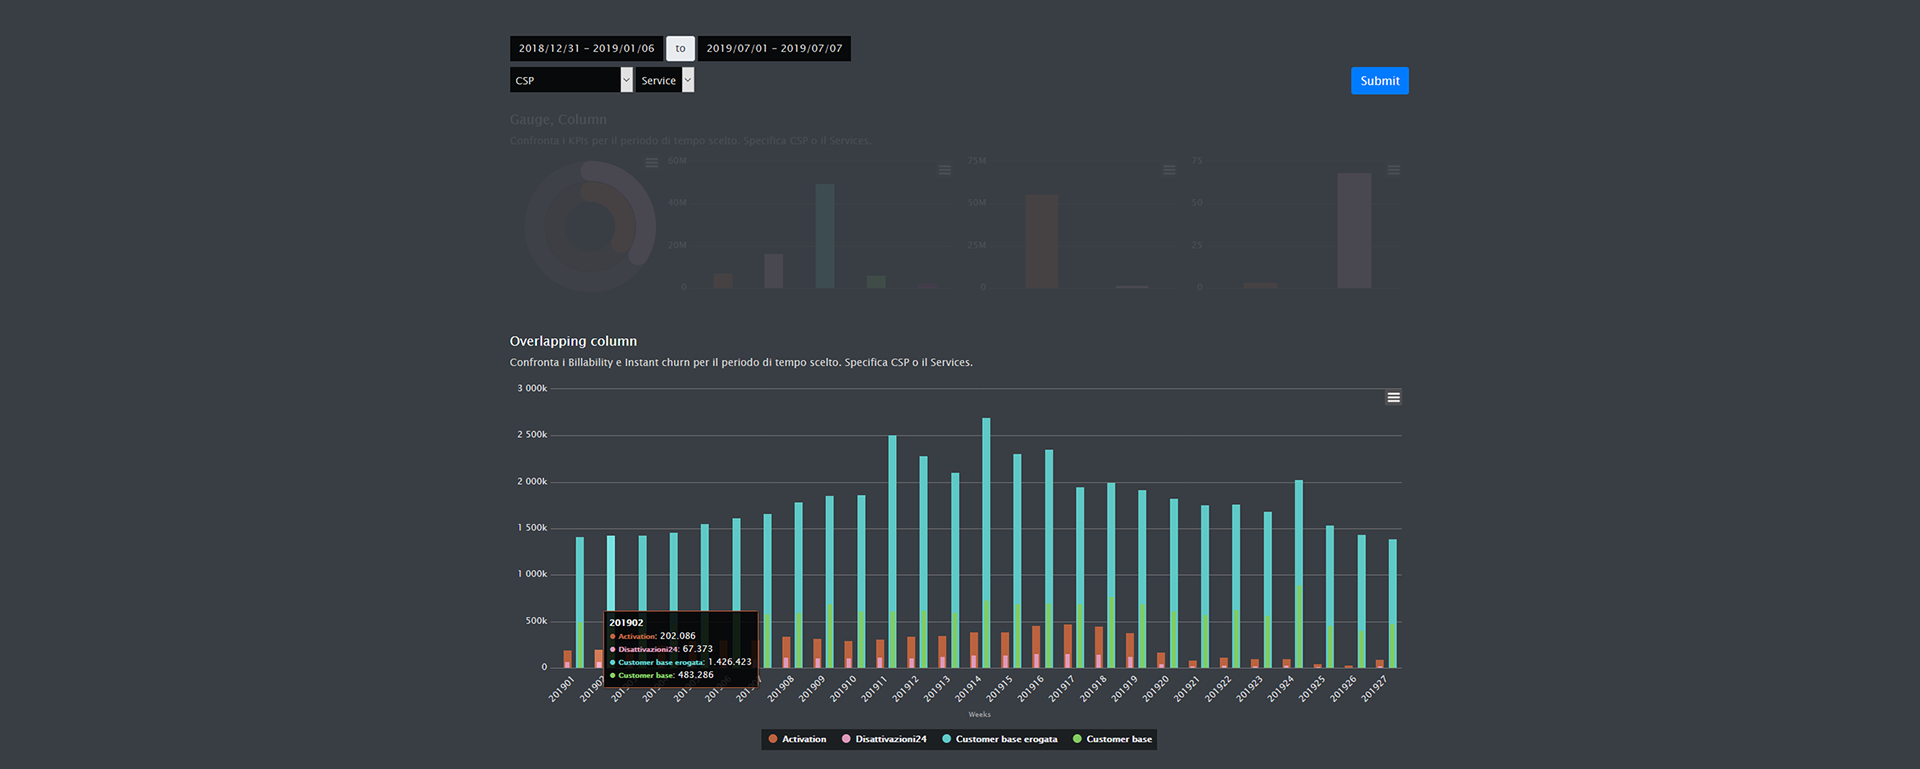 2018/12/31 - 2019/01/06 to 2019/07/01 - 2019/07/07
CSP Service Submit
Gauge, Column
Confronta i KPIs per il periodo di tempo scelto. Specifica CSP o il Services.
60M
40M
20M
0
75M
50M
25M
0
75
50
25
0
Overlapping column
Confronta i Billability e Instant churn per il periodo di tempo scelto. Specifica CSP o il Services.
3 000k
2 500k
2 000k
1 500k
1 000k
500k
0
201902
Activation: 202.086
Disattivazioni24: 67.373
Customer base erogata: 1.426.423
Customer base: 483.286
201901 201902 201908 201909 201910 201911 201912 201913 201914 201915 201916 201917 201918 201919 201920 201921 201922 201923 201924 201925 201926 201927
Weeks
Activation Disattivazioni24 Customer base erogata Customer base